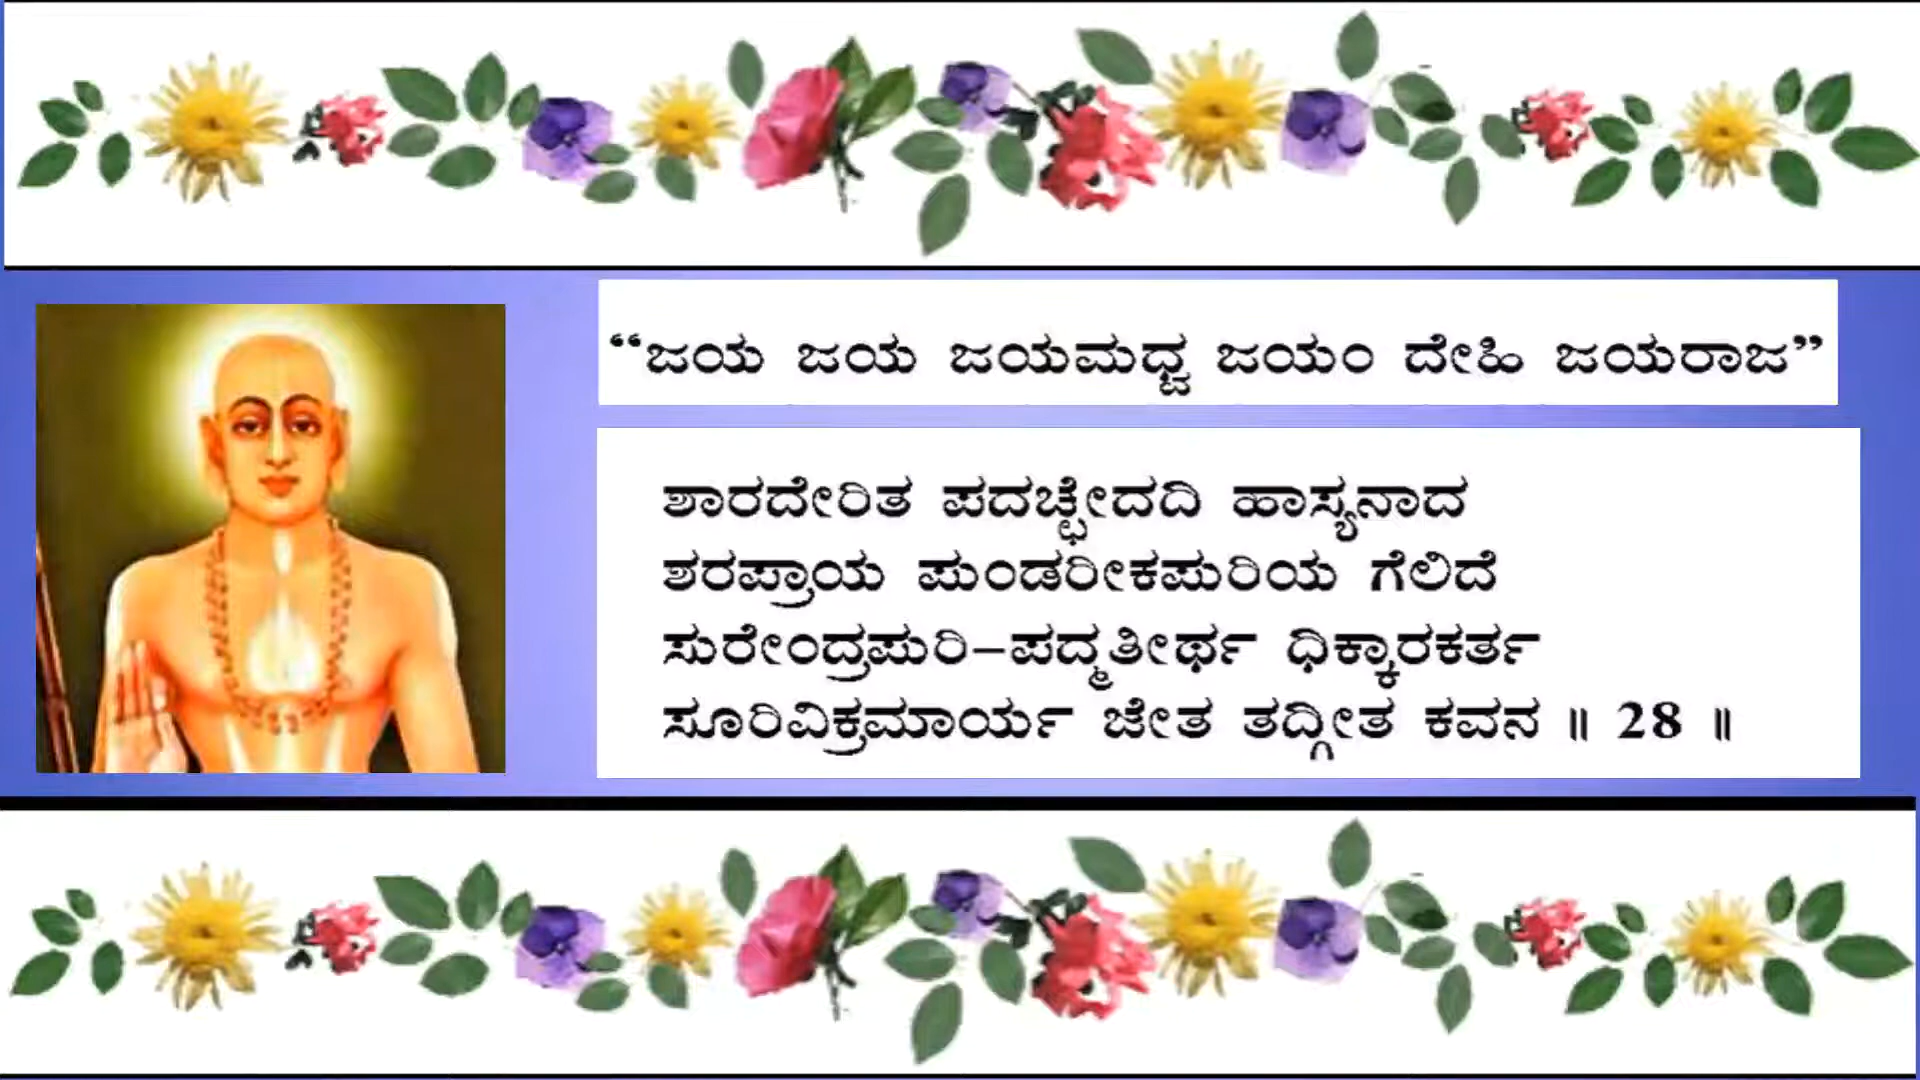 “ಜಯ ಜಯ ಜಯಮಧ್ವ ಜಯಂ ದೇಹಿ ಜಯರಾಜ”
ಶಾರದೇರಿತ ಪದಚ್ಛೇದದಿ ಹಾಸ್ಯನಾದ
ಶರಪ್ರಾಯ ಪುಂಡರೀಕಪುರಿಯ ಗೆಲಿದೆ
ಸುರೇಂದ್ರಪುರಿ–ಪದ್ಮತೀರ್ಥ ಧಿಕ್ಕಾರಕರ್ತ
ಸೂರಿವಿಕ್ರಮಾರ್ಯ ಜೇತ ತದ್ಗೀತ ಕವನ ॥ 28 ॥